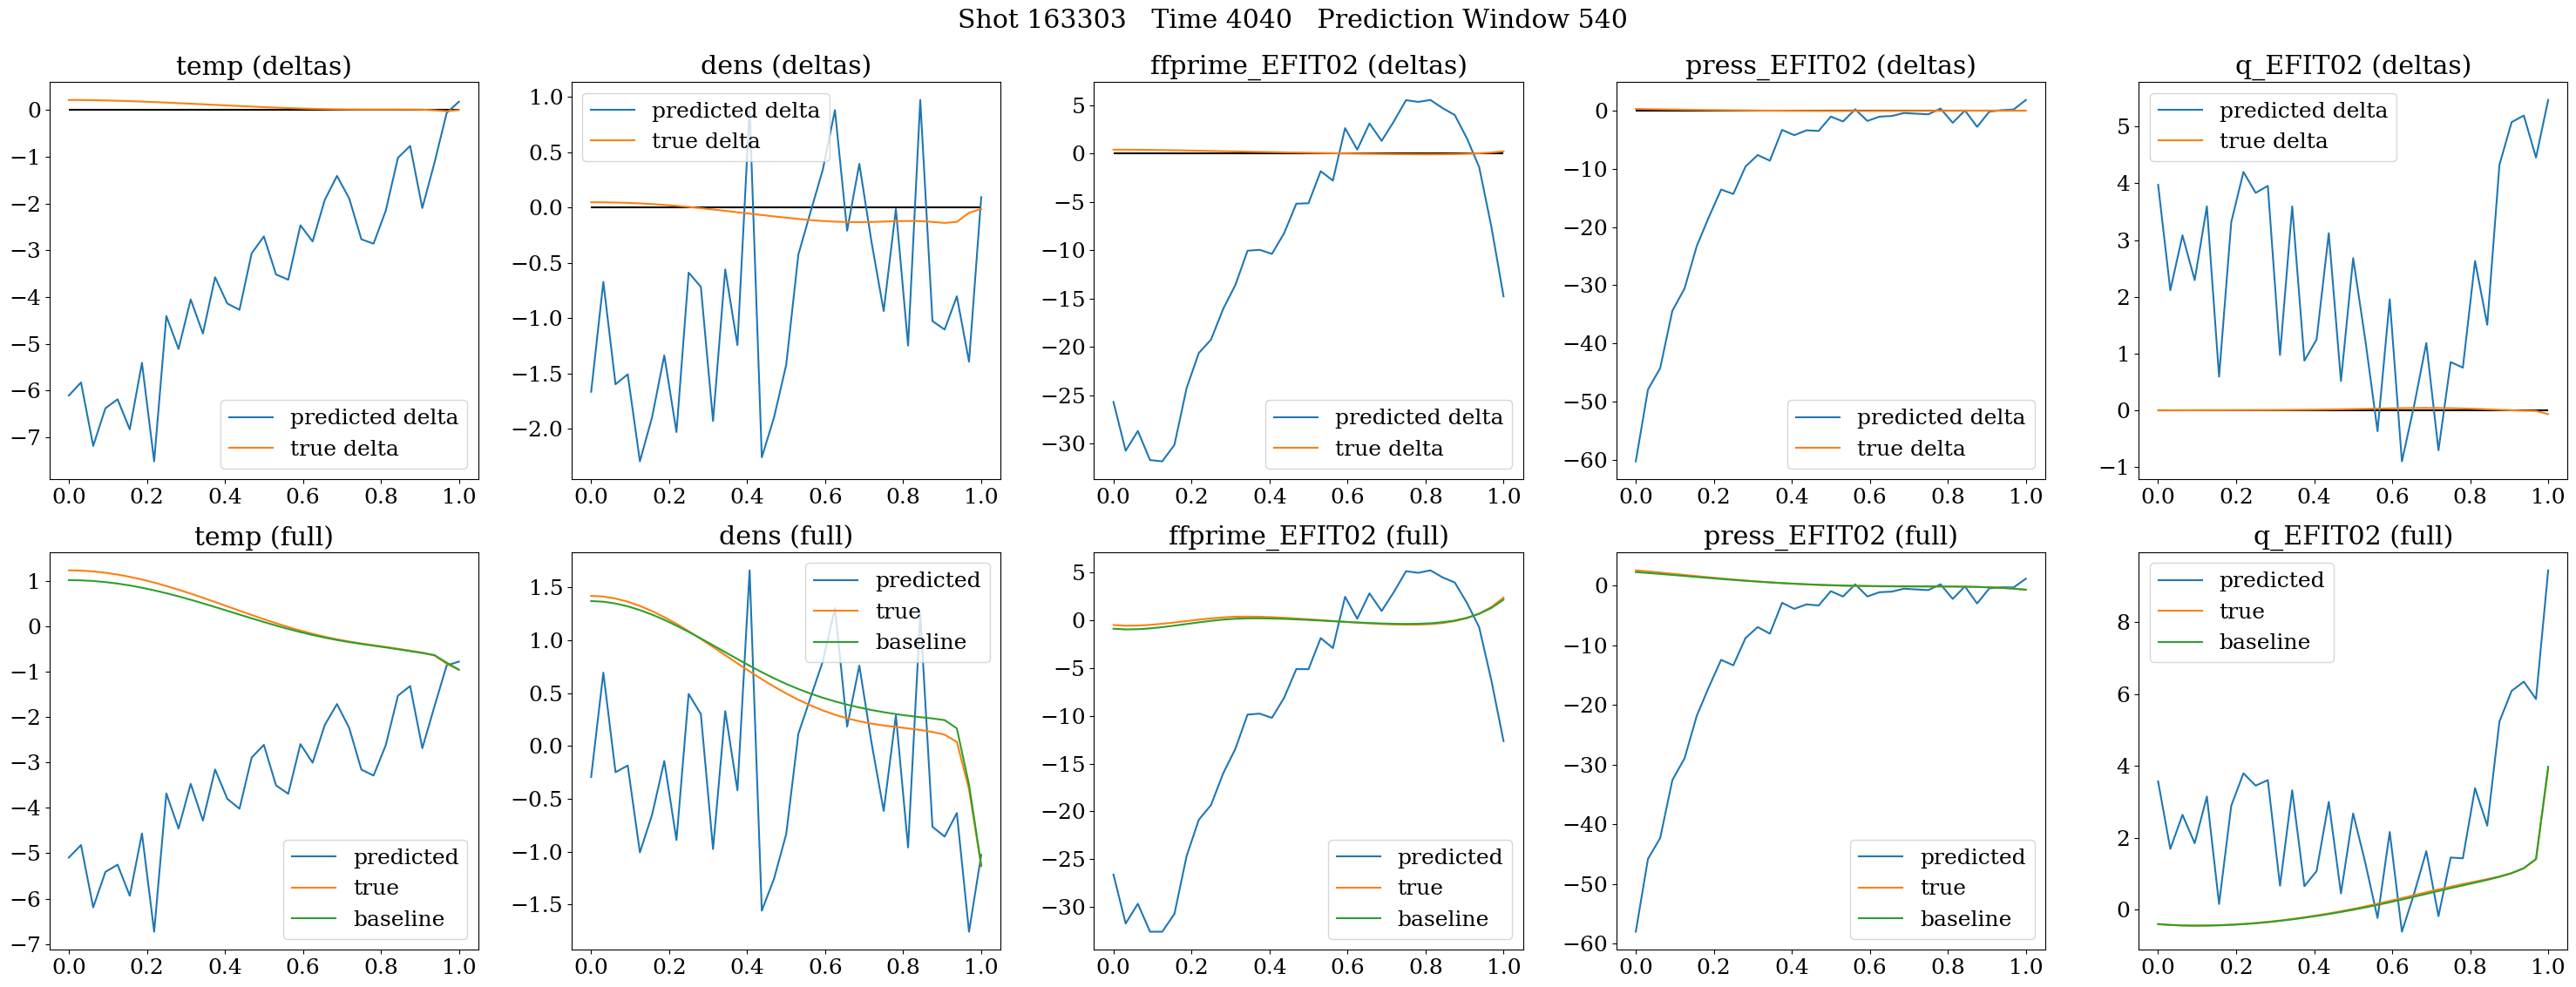 Shot 163303   Time 4040   Prediction Window 540
temp (deltas)
0
−1
−2
−3
−4
−5
−6
−7
0.0 0.2 0.4 0.6 0.8 1.0
predicted delta
true delta
dens (deltas)
1.0
0.5
0.0
−0.5
−1.0
−1.5
−2.0
0.0 0.2 0.4 0.6 0.8 1.0
predicted delta
true delta
ffprime_EFIT02 (deltas)
5
0
−5
−10
−15
−20
−25
−30
0.0 0.2 0.4 0.6 0.8 1.0
predicted delta
true delta
press_EFIT02 (deltas)
0
−10
−20
−30
−40
−50
−60
0.0 0.2 0.4 0.6 0.8 1.0
predicted delta
true delta
q_EFIT02 (deltas)
5
4
3
2
1
0
−1
0.0 0.2 0.4 0.6 0.8 1.0
predicted delta
true delta
temp (full)
1
0
−1
−2
−3
−4
−5
−6
−7
0.0 0.2 0.4 0.6 0.8 1.0
predicted
true
baseline
dens (full)
1.5
1.0
0.5
0.0
−0.5
−1.0
−1.5
0.0 0.2 0.4 0.6 0.8 1.0
predicted
true
baseline
ffprime_EFIT02 (full)
5
0
−5
−10
−15
−20
−25
−30
0.0 0.2 0.4 0.6 0.8 1.0
predicted
true
baseline
press_EFIT02 (full)
0
−10
−20
−30
−40
−50
−60
0.0 0.2 0.4 0.6 0.8 1.0
predicted
true
baseline
q_EFIT02 (full)
8
6
4
2
0
0.0 0.2 0.4 0.6 0.8 1.0
predicted
true
baseline